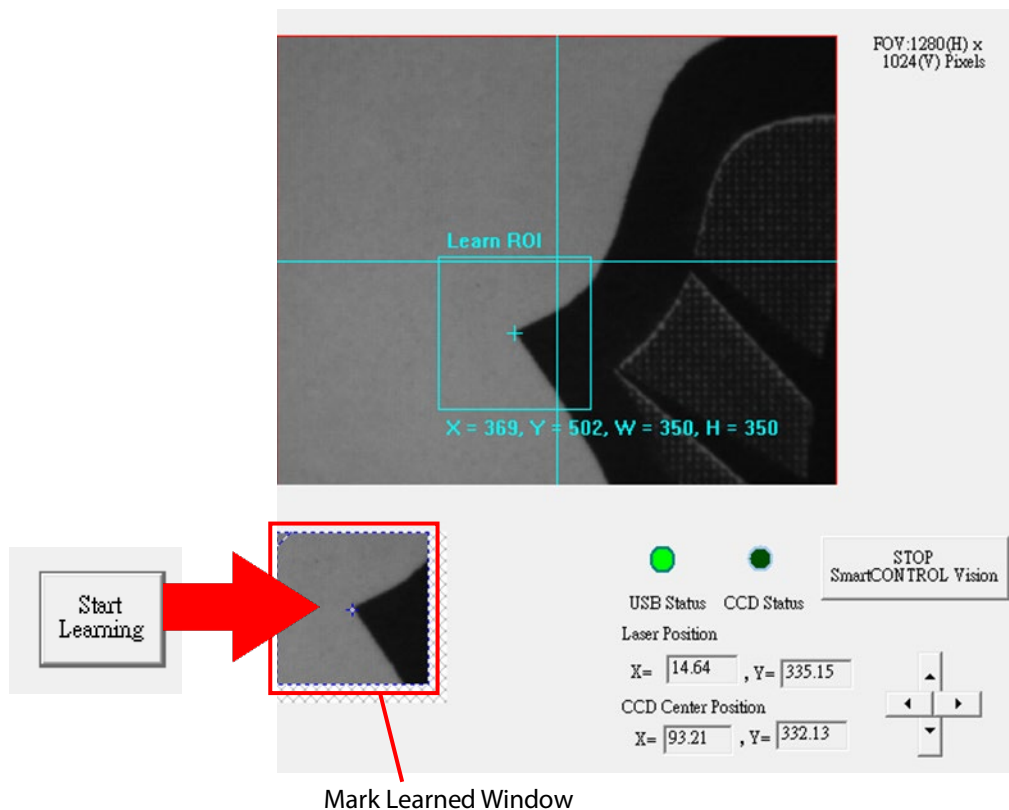 FOV:1280(H) x
1024(V) Pixels
Learn ROI
X = 369, Y = 502, W = 350, H = 350
Start
Learning
USB Status CCD Status
STOP
SmartCONTROL Vision
Laser Position
X= 14.64 , Y= 335.15
CCD Center Position
X= 93.21 , Y= 332.13
Mark Learned Window